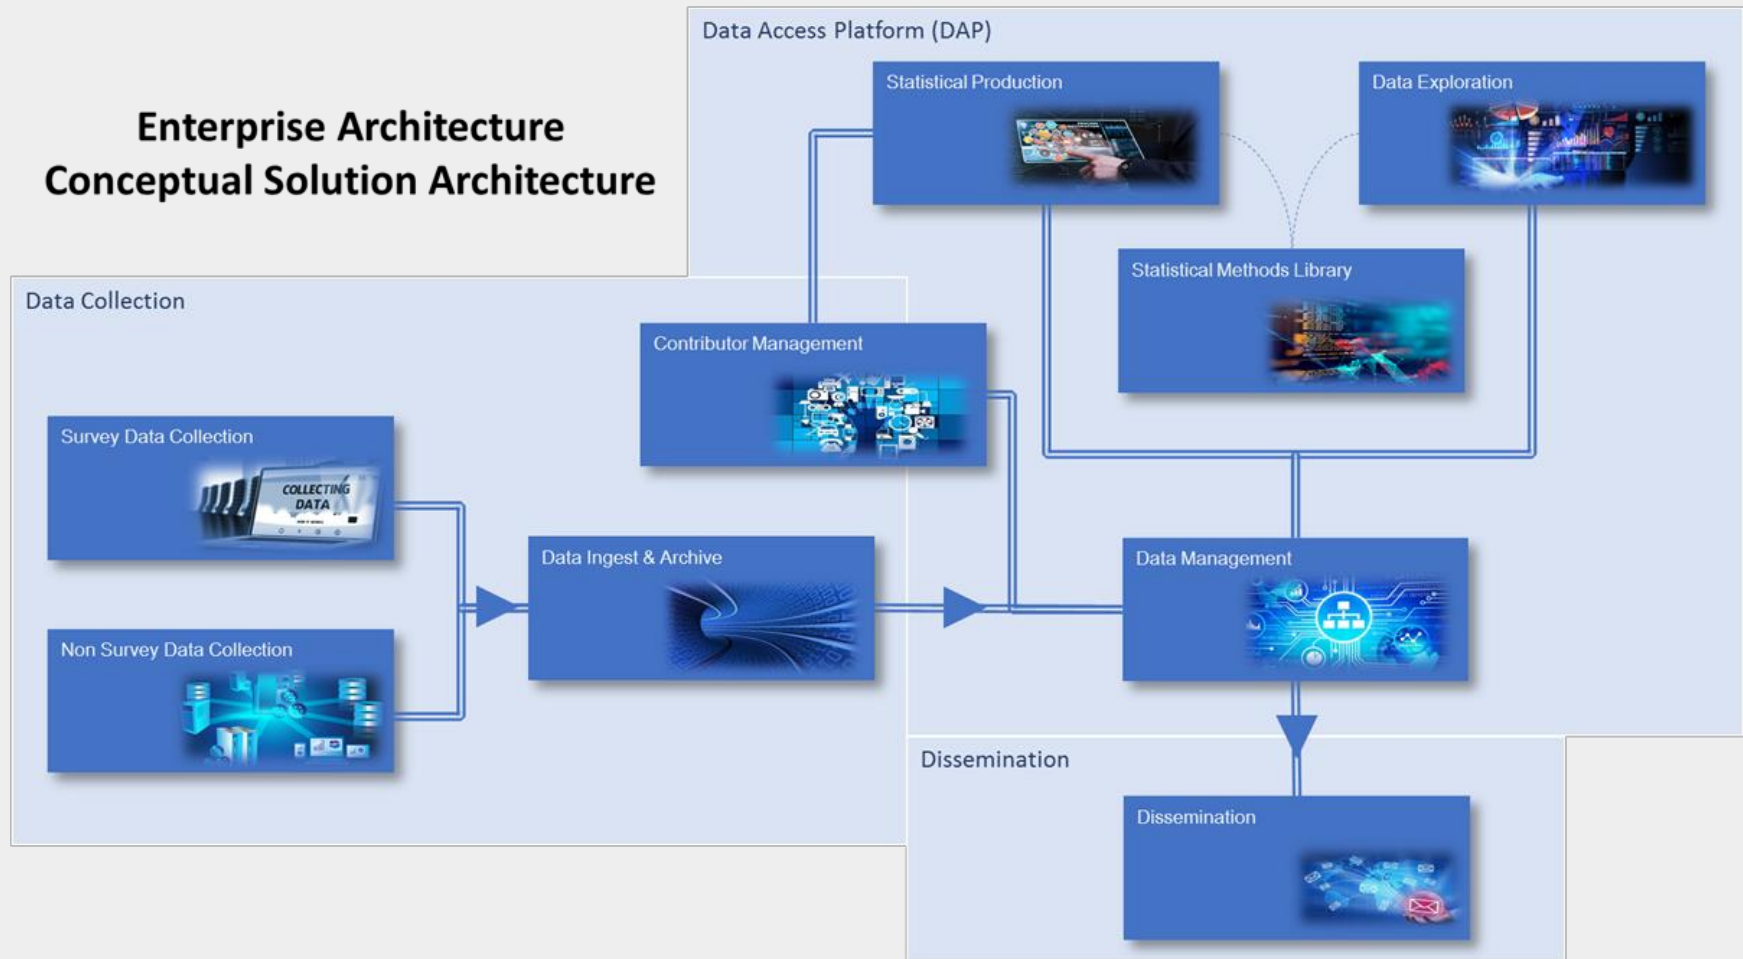 Data Access Platform (DAP)
Statistical Production
Data Exploration
Enterprise Architecture
Conceptual Solution Architecture
Statistical Methods Library
Data Collection
Contributor Management
Survey Data Collection
COLLECTING
DATA
Data Ingest & Archive
Data Management
Non Survey Data Collection
Dissemination
Dissemination